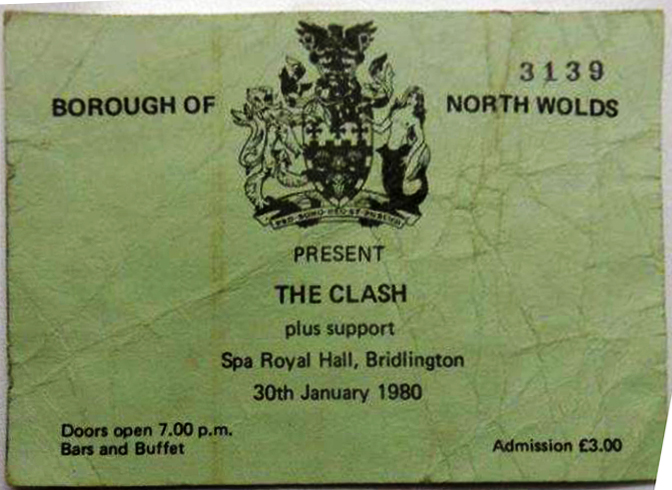 3139
BOROUGH OF NORTH WOLDS
PRESENT
THE CLASH
plus support
Spa Royal Hall, Bridlington
30th January 1980
Doors open 7.00 p.m.
Bars and Buffet
Admission £3.00